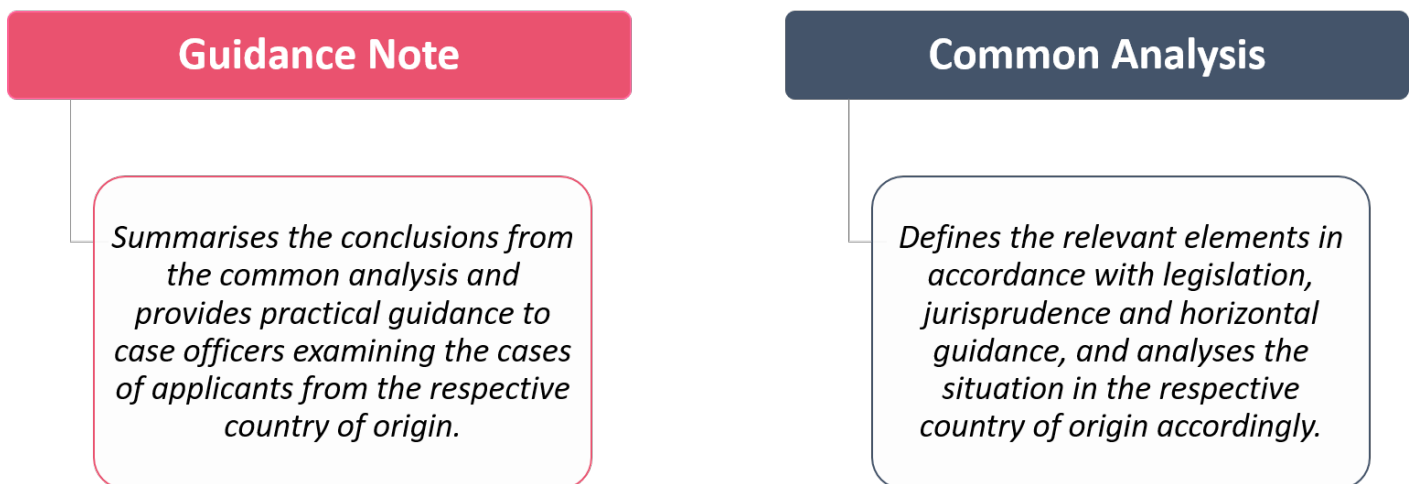 Guidance Note
Summarises the conclusions from
the common analysis and
provides practical guidance to
case officers examining the cases
of applicants from the respective
country of origin.
Common Analysis
Defines the relevant elements in
accordance with legislation,
jurisprudence and horizontal
guidance, and analyses the
situation in the respective
country of origin accordingly.